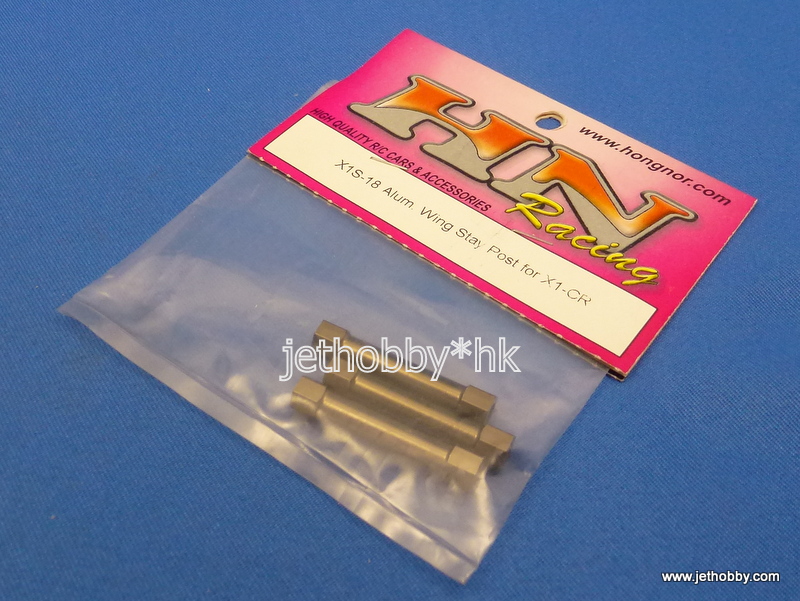 HN
Racing
www.hongnor.com
HIGH QUALITY R/C CARS & ACCESSORIES
X1S-18 Alum. Wing Stay Post for X1-CR
jethobby*hk
www.jethobby.com